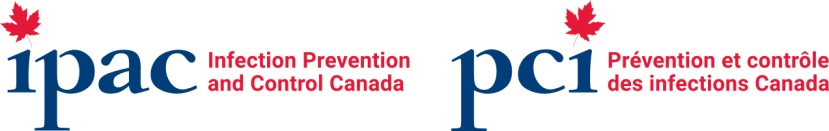 ipac
Infection Prevention
and Control Canada
pci
Prévention et contrôle
des infections Canada